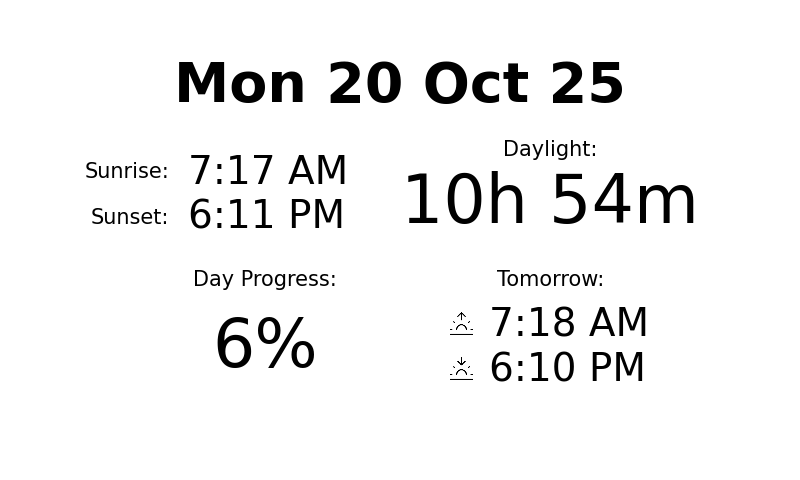 Mon 20 Oct 25
Sunrise: 7:17 AM
Sunset: 6:11 PM
Daylight:
10h 54m
Day Progress:
6%
Tomorrow:
7:18 AM
6:10 PM